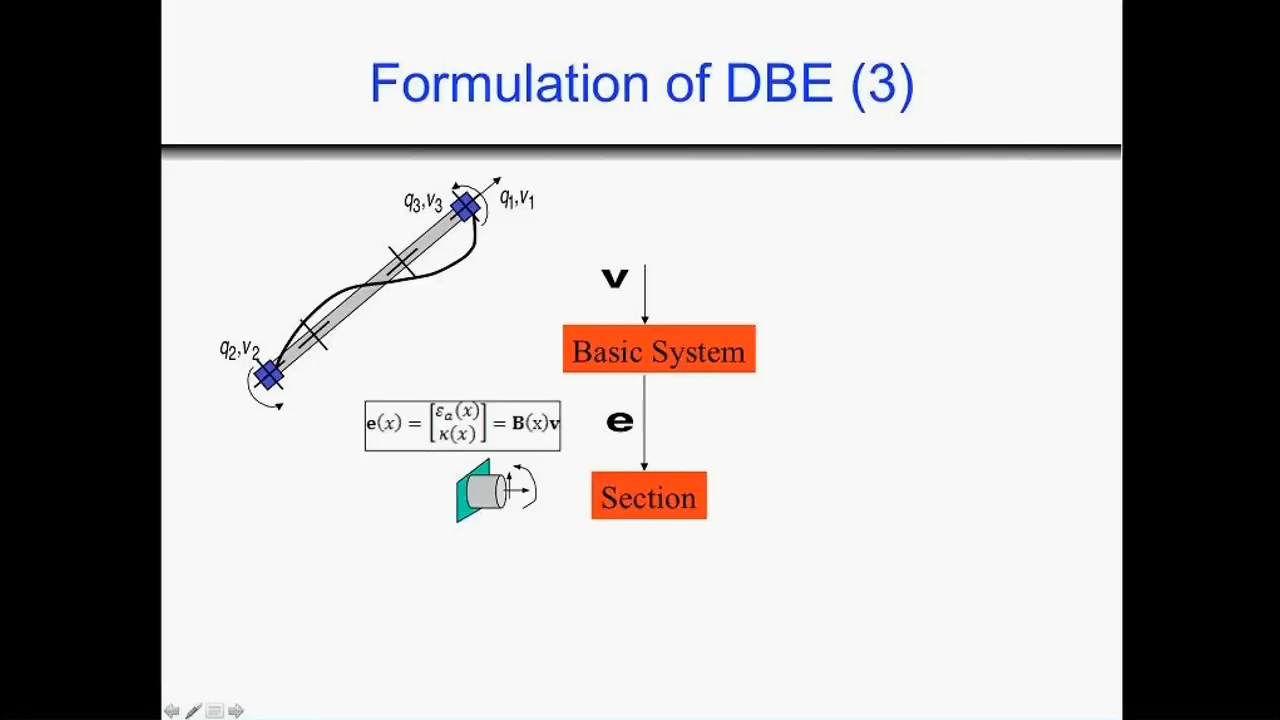 Formulation of DBE (3)
q3,v3
q1,v1
v
Basic System
q2,v2
e(x) = [εa(x) κ(x)] = B(x)v
e
Section